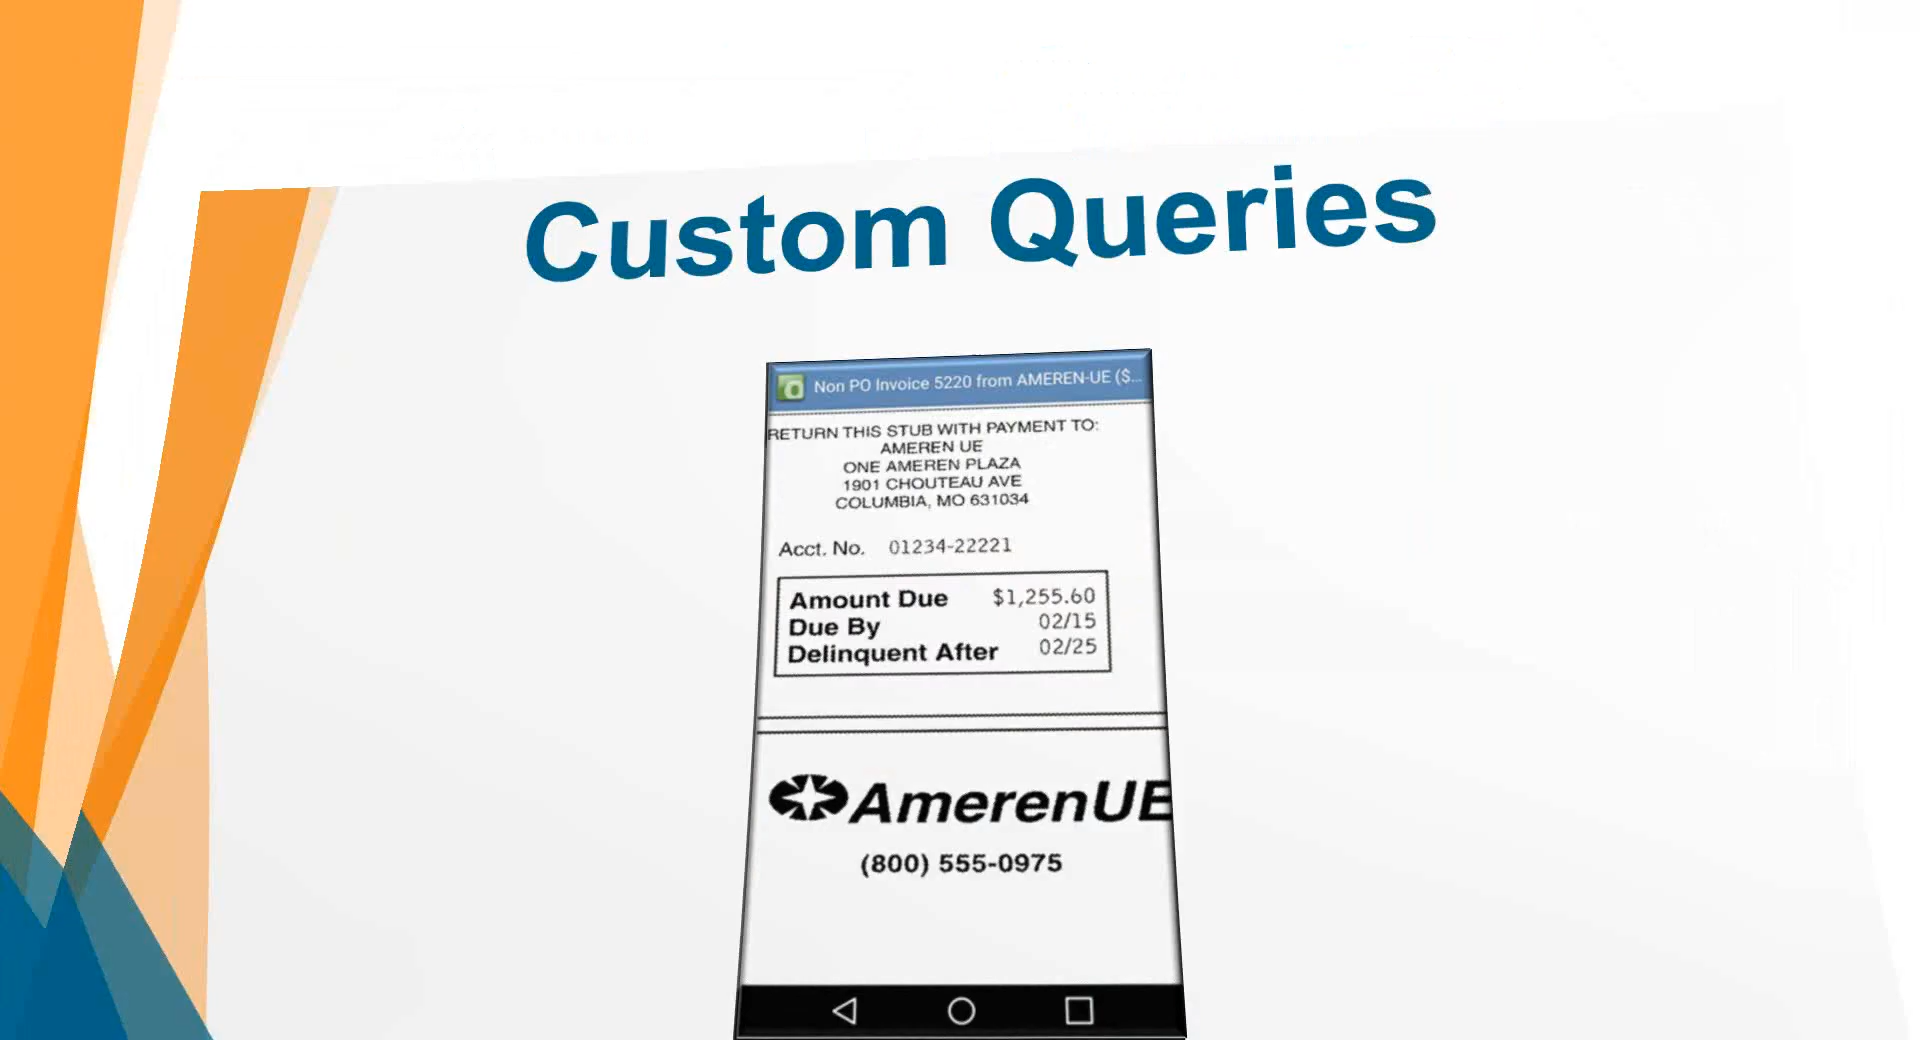 Custom Queries
Non PO Invoice 5220 from AMEREN-UE ($...
RETURN THIS STUB WITH PAYMENT TO:
AMEREN UE
ONE AMEREN PLAZA
1901 CHOUTEAU AVE
COLUMBIA, MO 631034
Acct. No. 01234-22221
Amount Due $1,255.60
Due By 02/15
Delinquent After 02/25
AmerenUE
(800) 555-0975